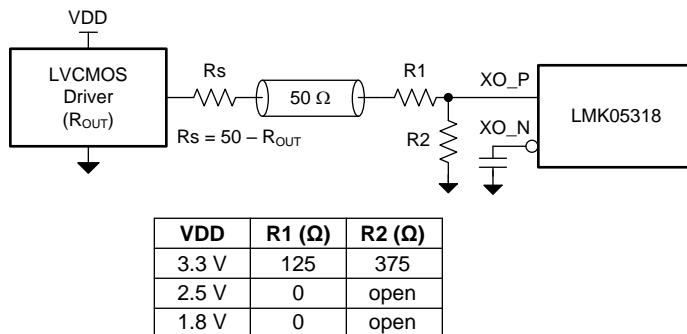 VDD
LVCMOS
Driver
(ROUT)
Rs
50 Ω
Rs = 50 – ROUT
R1
R2
XO_P
XO_N
LMK05318
VDD R1 (Ω) R2 (Ω)
3.3 V 125 375
2.5 V 0 open
1.8 V 0 open